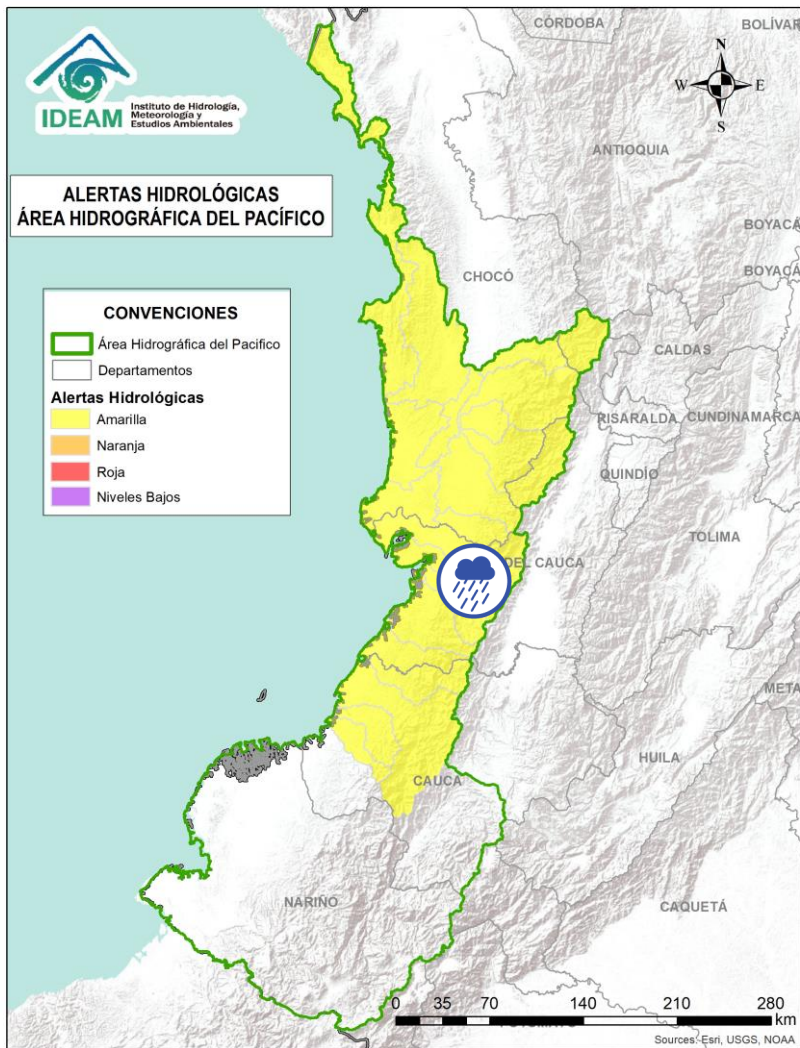 IDEAM
Instituto de Hidrología,
Meteorología y
Estudios Ambientales
ALERTAS HIDROLÓGICAS
ÁREA HIDROGRÁFICA DEL PACÍFICO
CONVENCIONES
Área Hidrográfica del Pacifico
Departamentos
Alertas Hidrológicas
Amarilla
Naranja
Roja
Niveles Bajos
N
W E
S
CÓRDOBA
BOLÍVAR
ANTIOQUIA
BOYACÁ
BOYACÁ
CHOCÓ
CALDAS
RISARALDA
CUNDINAMARCA
QUINDÍO
TOLIMA
DEL CAUCA
META
HUILA
CAUCA
NARIÑO
CAQUETÁ
0 35 70 140 210 280
km
Sources: Esri, USGS, NOAA